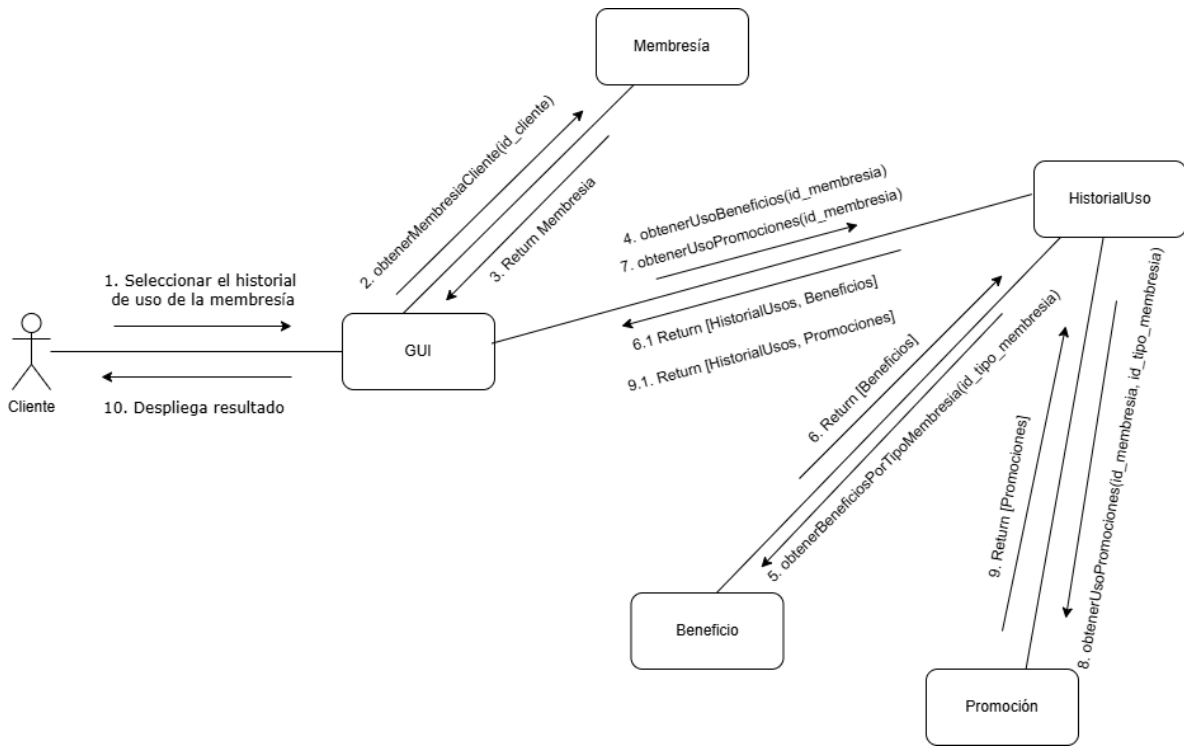 Membresía
2. obtenerMembresiaCliente(id_cliente)
3. Return Membresia
4. obtenerUsoBeneficios(id_membresia)
7. obtenerUsoPromociones(id_membresia)
HistorialUso
1. Seleccionar el historial
de uso de la membresía
GUI
6.1 Return [HistorialUsos, Beneficios]
9.1. Return [HistorialUsos, Promociones]
Cliente
10. Despliega resultado
6. Return [Beneficios]
5. obtenerBeneficiosPorTipoMembresia(id_tipo_membresia)
9. Return [Promociones]
8. obtenerUsoPromociones(id_membresia, id_tipo_membresia)
Beneficio
Promoción